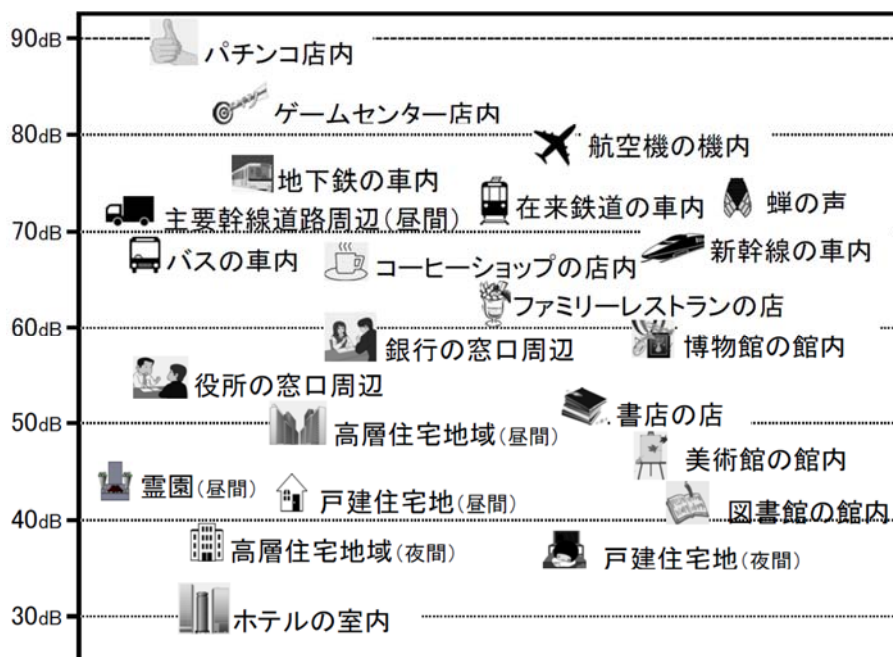 90dB
パチンコ店内
ゲームセンター店内
80dB
航空機の機内
地下鉄の車内
在来鉄道の車内
蝉の声
主要幹線道路周辺(昼間)
70dB
バスの車内
コーヒーショップの店内
新幹線の車内
ファミリーレストランの店
60dB
銀行の窓口周辺
博物館の館内
役所の窓口周辺
書店の店
50dB
高層住宅地域(昼間)
美術館の館内
霊園(昼間)
戸建住宅地(昼間)
図書館の館内
40dB
高層住宅地域(夜間)
戸建住宅地(夜間)
30dB
ホテルの室内